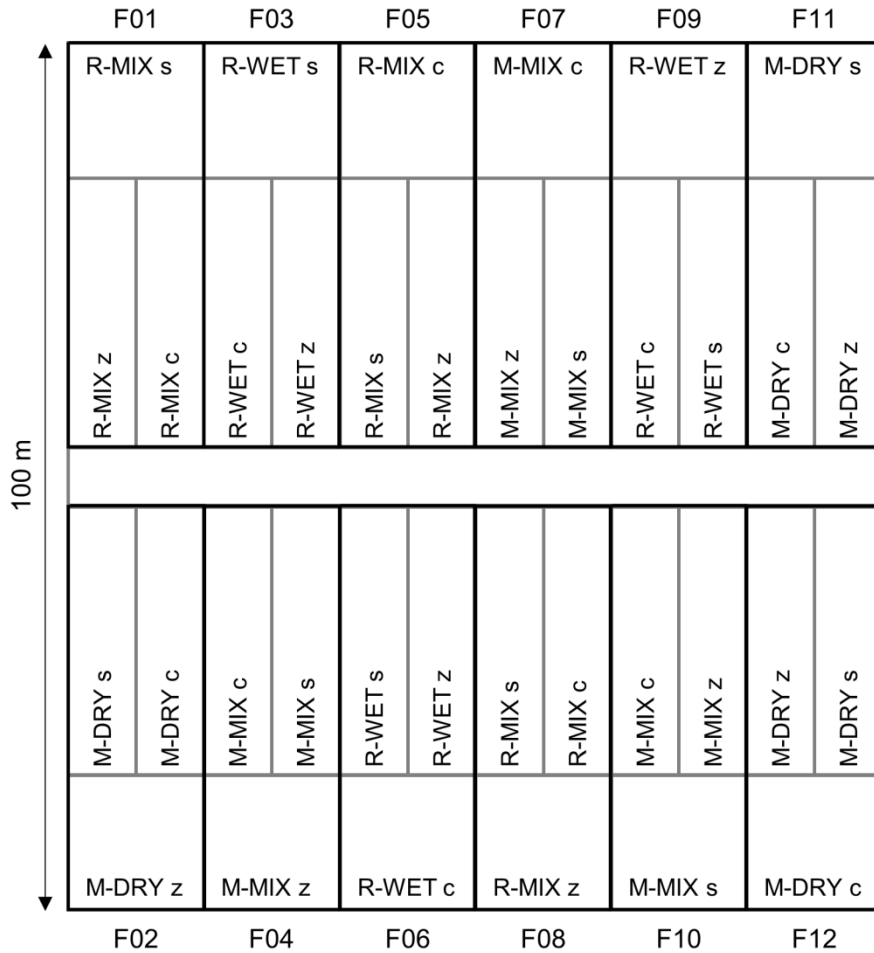 F01 F03 F05 F07 F09 F11
R-MIX s R-WET s R-MIX c M-MIX c R-WET z M-DRY s
R-MIX z R-MIX c R-WET c R-WET z R-MIX s R-MIX z M-MIX z M-MIX s R-WET c R-WET s M-DRY c M-DRY z
100 m
M-DRY s M-DRY c M-MIX c M-MIX s R-WET s R-WET z R-MIX s R-MIX c M-MIX c M-MIX z M-DRY z M-DRY s
M-DRY z M-MIX z R-WET c R-MIX z M-MIX s M-DRY c
F02 F04 F06 F08 F10 F12